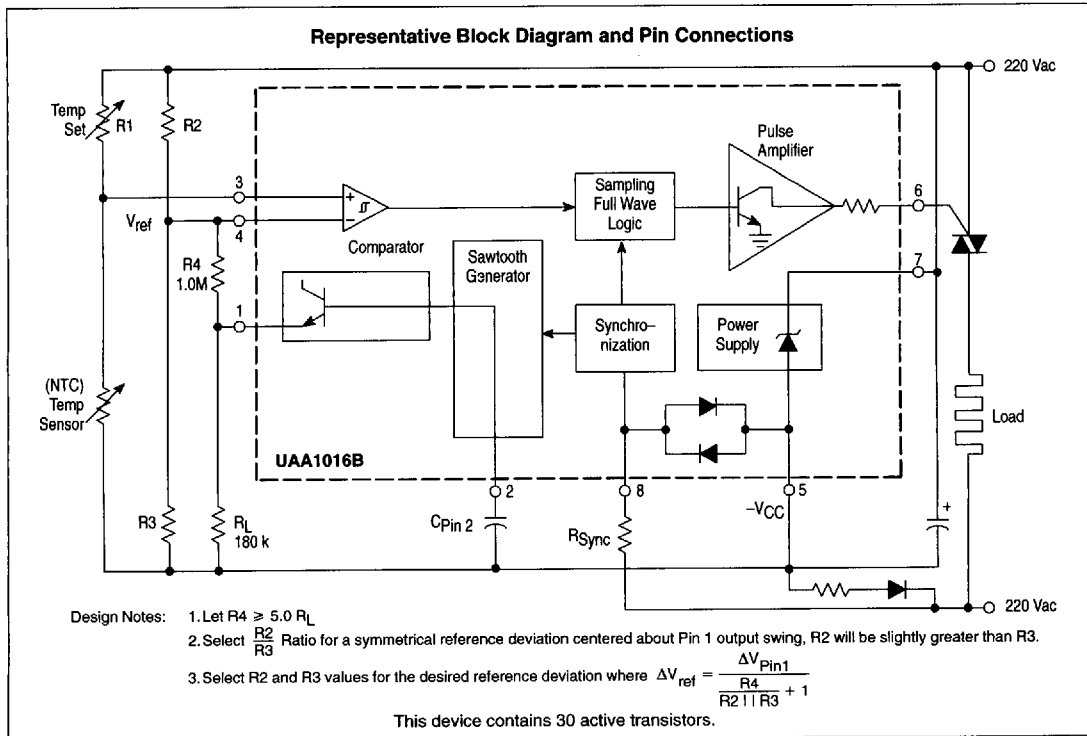 Representative Block Diagram and Pin Connections
220 Vac
Temp
Set
R1
R2
Pulse
Amplifier
3
+
Sampling
Full Wave
Logic
6
Vref
4
–
Comparator
7
R4
1.0M
Sawtooth
Generator
1
Synchro–
nization
Power
Supply
(NTC)
Temp
Sensor
Load
UAA1016B
2
8
5
–VCC
+
R3
RL
180 k
CPin 2
RSync
220 Vac
Design Notes: 1. Let R4 ≥ 5.0 RL
2. Select R2/R3 Ratio for a symmetrical reference deviation centered about Pin 1 output swing, R2 will be slightly greater than R3.
3. Select R2 and R3 values for the desired reference deviation where ΔVref = ΔVPin1 / (R4 / (R2 | | R3) + 1)
This device contains 30 active transistors.